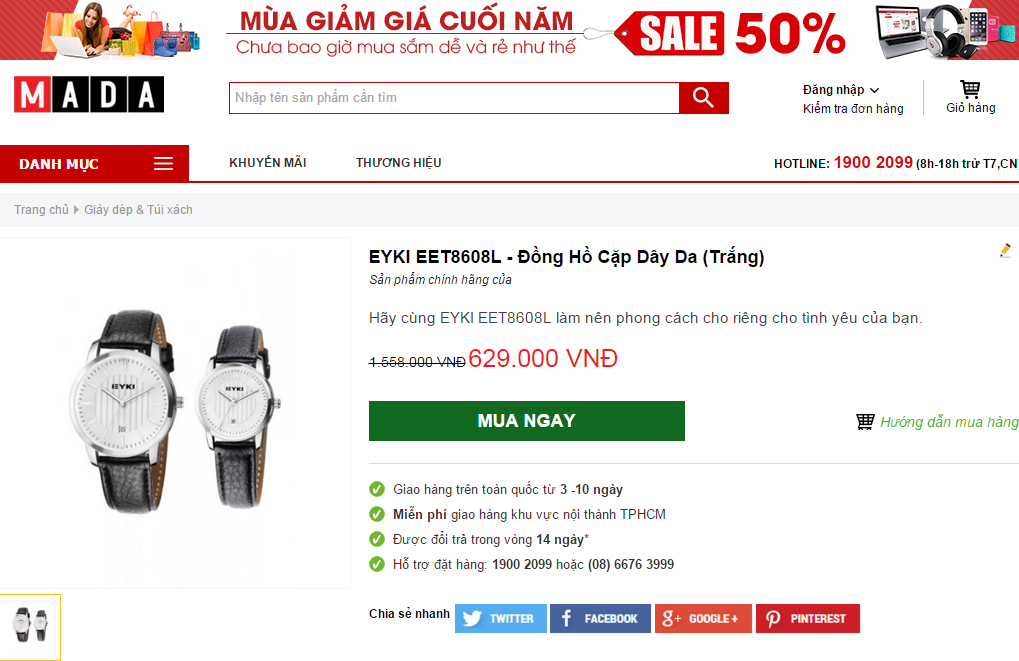 MÙA GIẢM GIÁ CUỐI NĂM
Chưa bao giờ mua sắm dễ và rẻ như thế
SALE 50%
MADA
Nhập tên sản phẩm cần tìm
Đăng nhập
Kiểm tra đơn hàng
Giỏ hàng
DANH MỤC
KHUYẾN MÃI
THƯƠNG HIỆU
HOTLINE: 1900 2099 (8h-18h trừ T7,CN
Trang chủ
Giày dép & Túi xách
EYKI EET8608L - Đồng Hồ Cặp Dây Da (Trắng)
Sản phẩm chính hãng của
Hãy cùng EYKI EET8608L làm nên phong cách cho riêng cho tình yêu của bạn.
1.558.000 VNĐ 629.000 VNĐ
EYKI
EYKI
MUA NGAY
Hướng dẫn mua hàng
Giao hàng trên toàn quốc từ 3 -10 ngày
Miễn phí giao hàng khu vực nội thành TPHCM
Được đổi trả trong vòng 14 ngày*
Hỗ trợ đặt hàng: 1900 2099 hoặc (08) 6676 3999
Chia sẻ nhanh
TWITTER
FACEBOOK
GOOGLE +
PINTEREST